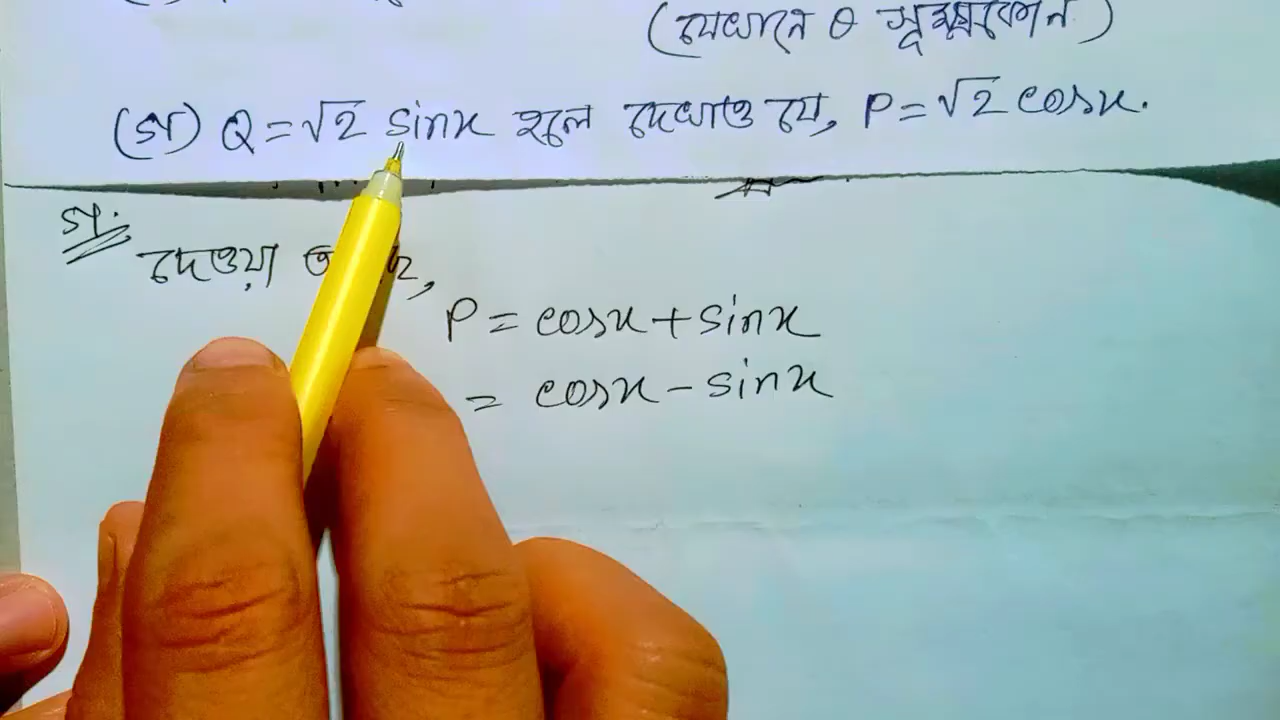 (যেখানে θ সূক্ষ্মকোন)
(গ) Q = √2 sinx হলে দেখাও যে, P = √2 cosx.
গ.
দেওয়া
P = cosx + sinx
= cosx - sinx